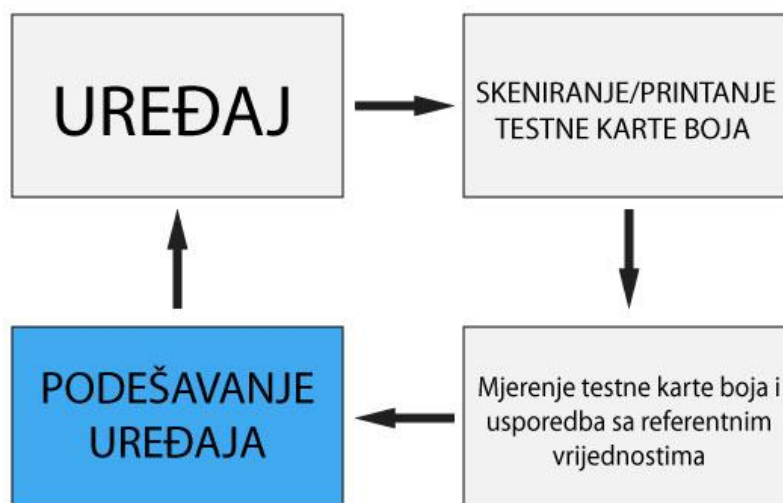 UREĐAJ
SKENIRANJE/PRINTANJE
TESTNE KARTE BOJA
PODEŠAVANJE
UREĐAJA
Mjerenje testne karte boja i
usporedba sa referentnim
vrijednostima